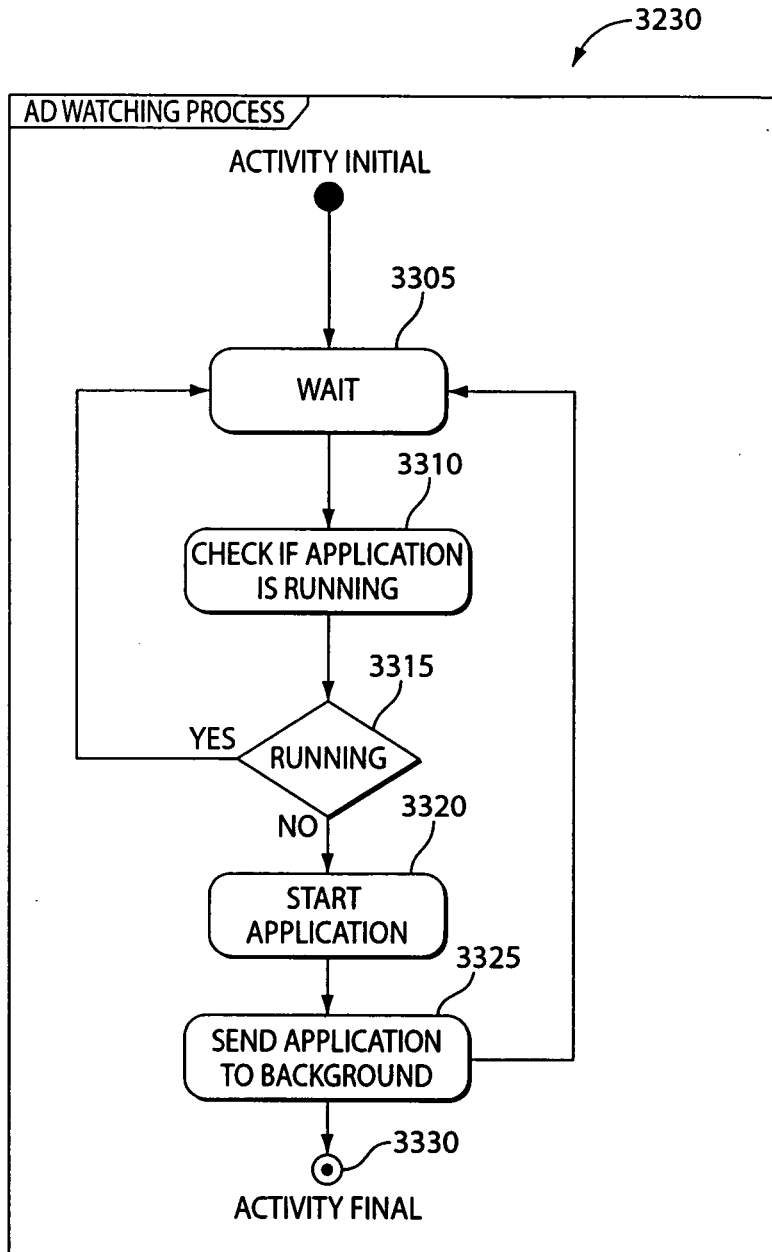 3230
AD WATCHING PROCESS
ACTIVITY INITIAL
3305
WAIT
3310
CHECK IF APPLICATION
IS RUNNING
3315
YES
RUNNING
NO
3320
START
APPLICATION
3325
SEND APPLICATION
TO BACKGROUND
3330
ACTIVITY FINAL